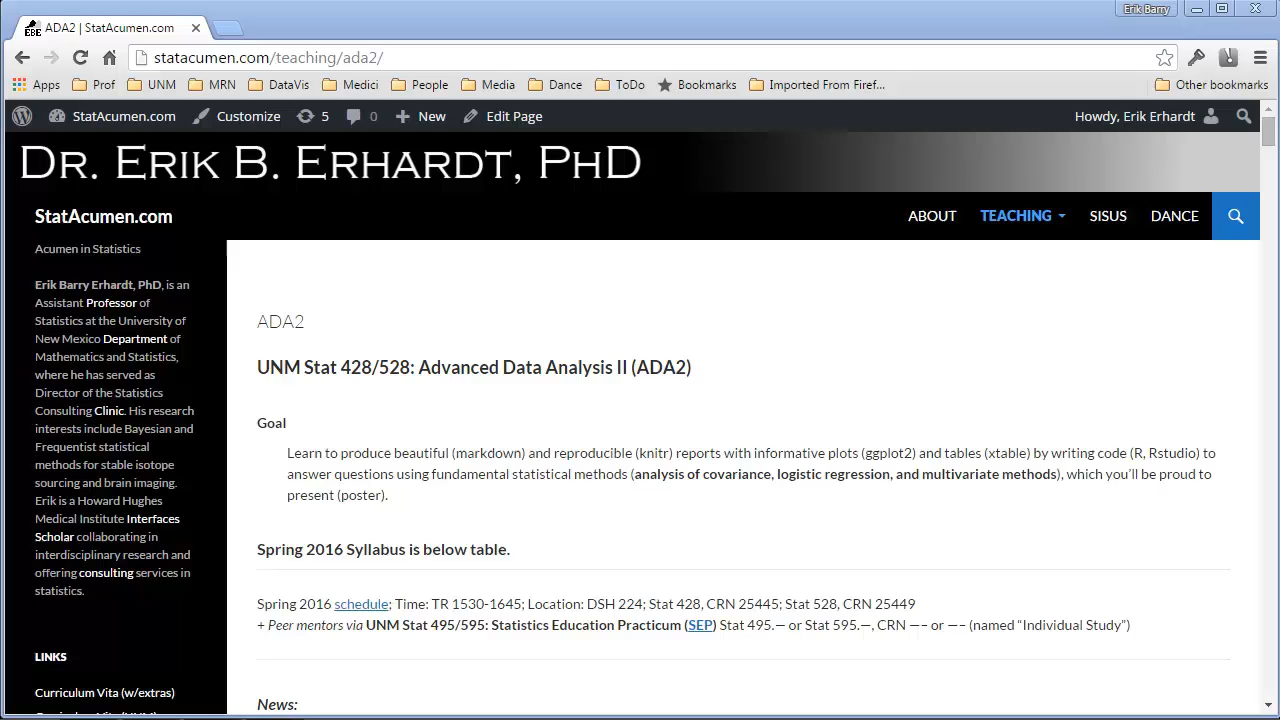 Erik Barry
ADA2 | StatAcumen.com
statacumen.com/teaching/ada2/
Apps Prof UNM MRN DataVis Medici People Media Dance ToDo Bookmarks Imported From Firef... Other bookmarks
StatAcumen.com Customize 5 0 New Edit Page Howdy, Erik Erhardt
DR. ERIK B. ERHARDT, PHD
StatAcumen.com ABOUT TEACHING SISUS DANCE
Acumen in Statistics
Erik Barry Erhardt, PhD, is an
Assistant Professor of
Statistics at the University of
New Mexico Department of
Mathematics and Statistics,
where he has served as
Director of the Statistics
Consulting Clinic. His research
interests include Bayesian and
Frequentist statistical
methods for stable isotope
sourcing and brain imaging.
Erik is a Howard Hughes
Medical Institute Interfaces
Scholar collaborating in
interdisciplinary research and
offering consulting services in
statistics.
LINKS
Curriculum Vita (w/extras)
ADA2
UNM Stat 428/528: Advanced Data Analysis II (ADA2)
Goal
Learn to produce beautiful (markdown) and reproducible (knitr) reports with informative plots (ggplot2) and tables (xtable) by writing code (R, Rstudio) to
answer questions using fundamental statistical methods (analysis of covariance, logistic regression, and multivariate methods), which you'll be proud to
present (poster).
Spring 2016 Syllabus is below table.
Spring 2016 schedule; Time: TR 1530-1645; Location: DSH 224; Stat 428, CRN 25445; Stat 528, CRN 25449
+ Peer mentors via UNM Stat 495/595: Statistics Education Practicum (SEP) Stat 495.— or Stat 595.—, CRN —– or —– (named “Individual Study”)
News: